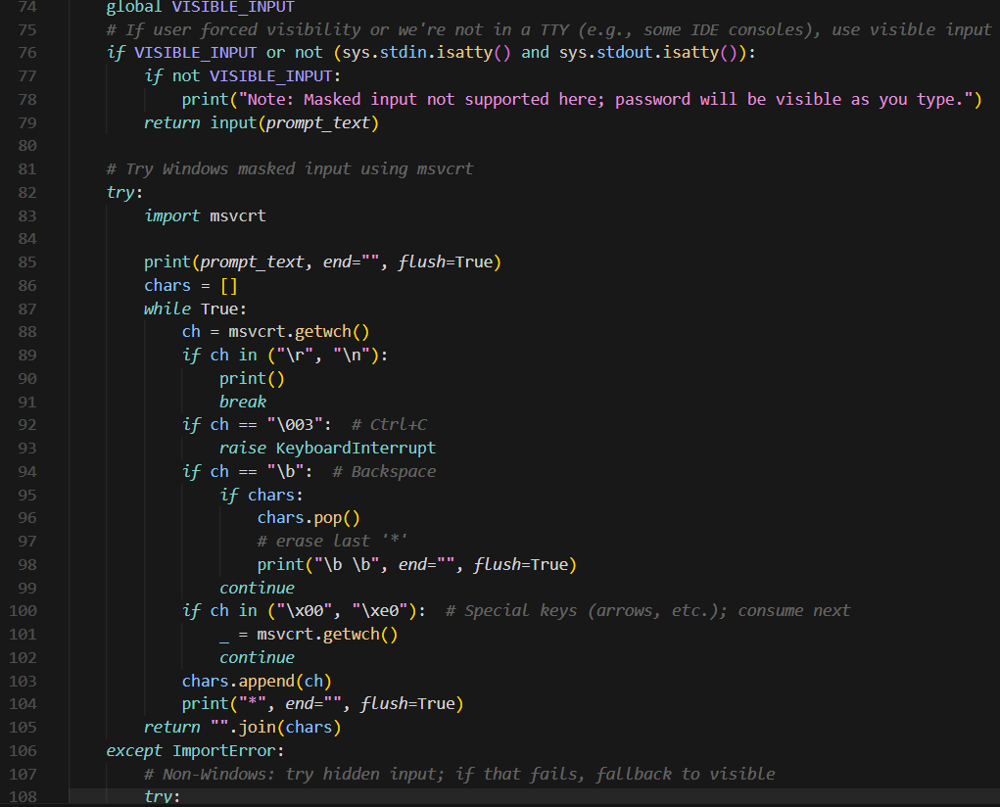 74 global VISIBLE_INPUT
75 # If user forced visibility or we're not in a TTY (e.g., some IDE consoles), use visible input
76 if VISIBLE_INPUT or not (sys.stdin.isatty() and sys.stdout.isatty()):
77 if not VISIBLE_INPUT:
78 print("Note: Masked input not supported here; password will be visible as you type.")
79 return input(prompt_text)
80
81 # Try Windows masked input using msvcrt
82 try:
83 import msvcrt
84
85 print(prompt_text, end="", flush=True)
86 chars = []
87 while True:
88 ch = msvcrt.getwch()
89 if ch in ("\r", "\n"):
90 print()
91 break
92 if ch == "\003":  # Ctrl+C
93 raise KeyboardInterrupt
94 if ch == "\b":  # Backspace
95 if chars:
96 chars.pop()
97 # erase last '*'
98 print("\b \b", end="", flush=True)
99 continue
100 if ch in ("\x00", "\xe0"):  # Special keys (arrows, etc.); consume next
101 _ = msvcrt.getwch()
102 continue
103 chars.append(ch)
104 print("*", end="", flush=True)
105 return "".join(chars)
106 except ImportError:
107 # Non-Windows: try hidden input; if that fails, fallback to visible
108 try: